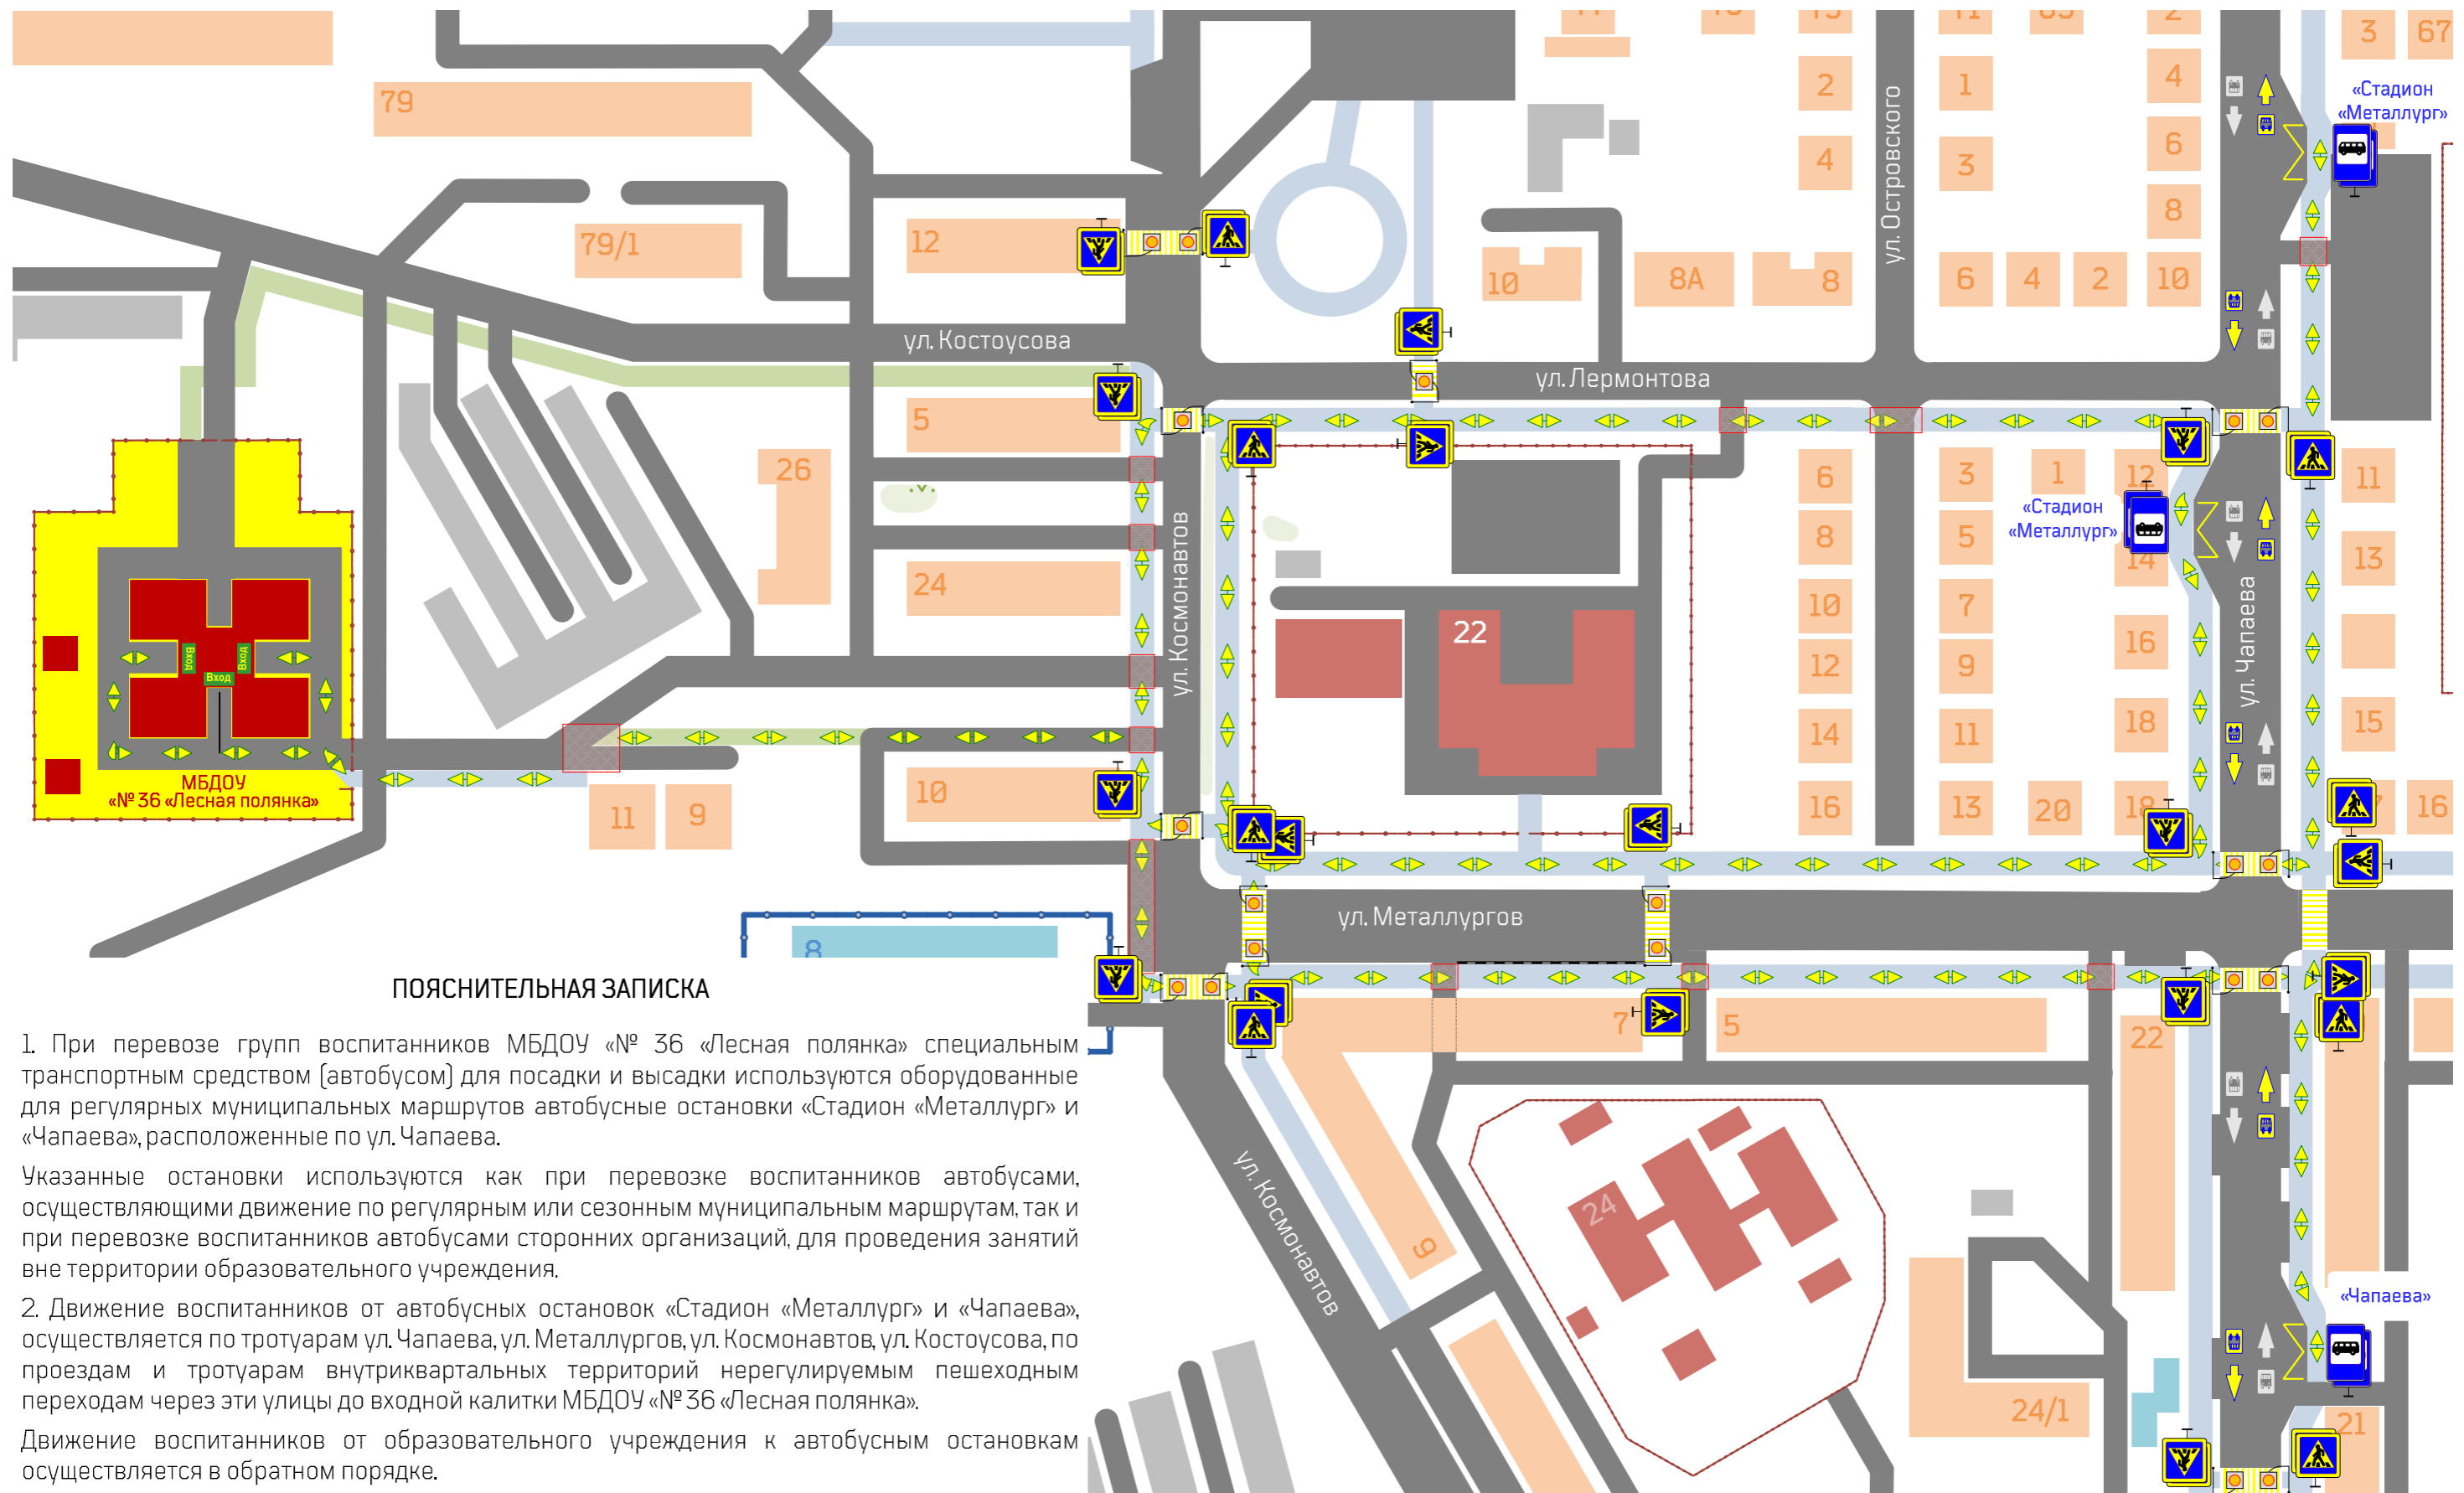 3
67
2
4
79
«Стадион
«Металлург»
2
1
6
4
3
8
ул. Островского
79/1
12
10
8А
8
6
4
2
10
ул. Костоусова
ул. Лермонтова
5
26
6
3
1
12
11
«Стадион
«Металлург»
24
8
5
14
13
ул. Космонавтов
ул. Чапаева
10
7
22
16
12
9
Вход
Вход
Вход
14
11
18
15
МБДОУ
«№ 36 «Лесная полянка»
11
9
10
16
13
20
18
16
ул. Металлургов
8
7
5
22
ПОЯСНИТЕЛЬНАЯ ЗАПИСКА
1. При перевозе групп воспитанников МБДОУ «№ 36 «Лесная полянка» специальным
транспортным средством (автобусом) для посадки и высадки используются оборудованные
для регулярных муниципальных маршрутов автобусные остановки «Стадион «Металлург» и
«Чапаева», расположенные по ул. Чапаева.
Указанные остановки используются как при перевозке воспитанников автобусами,
осуществляющими движение по регулярным или сезонным муниципальным маршрутам, так и
при перевозке воспитанников автобусами сторонних организаций, для проведения занятий
вне территории образовательного учреждения.
2. Движение воспитанников от автобусных остановок «Стадион «Металлург» и «Чапаева»,
осуществляется по тротуарам ул. Чапаева, ул. Металлургов, ул. Космонавтов, ул. Костоусова, по
проездам и тротуарам внутриквартальных территорий нерегулируемым пешеходным
переходам через эти улицы до входной калитки МБДОУ «№ 36 «Лесная полянка».
Движение воспитанников от образовательного учреждения к автобусным остановкам
осуществляется в обратном порядке.
ул. Космонавтов
24
9
«Чапаева»
24/1
21